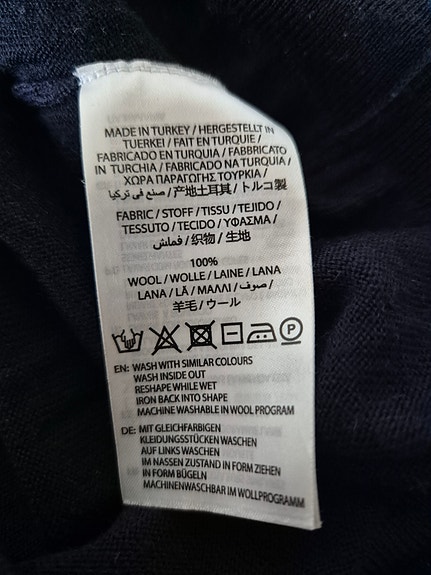 MADE IN TURKEY / HERGESTELLT IN
TUERKEI / FAIT EN TURQUIE /
FABRICADO EN TURQUIA / FABBRICATO
IN TURCHIA / FABRICADO NA TURQUIA /
ΧΩΡΑ ΠΑΡΑΓΩΓΗΣ ΤΟΥΡΚΙΑ /
صنع في تركيا / 产地土耳其 / トルコ製
FABRIC / STOFF / TISSU / TEJIDO /
TESSUTO / TECIDO / ΥΦΑΣΜΑ /
قماش / 织物 / 生地
100%
WOOL / WOLLE / LAINE / LANA
LANA / LÃ / ΜΑΛΛΙ / صوف /
羊毛 / ウール
P
EN: WASH WITH SIMILAR COLOURS
WASH INSIDE OUT
RESHAPE WHILE WET
IRON BACK INTO SHAPE
MACHINE WASHABLE IN WOOL PROGRAM
DE: MIT GLEICHFARBIGEN
KLEIDUNGSSTÜCKEN WASCHEN
AUF LINKS WASCHEN
IM NASSEN ZUSTAND IN FORM ZIEHEN
IN FORM BÜGELN
MACHINENWASCHBAR IM WOLLPROGRAMM